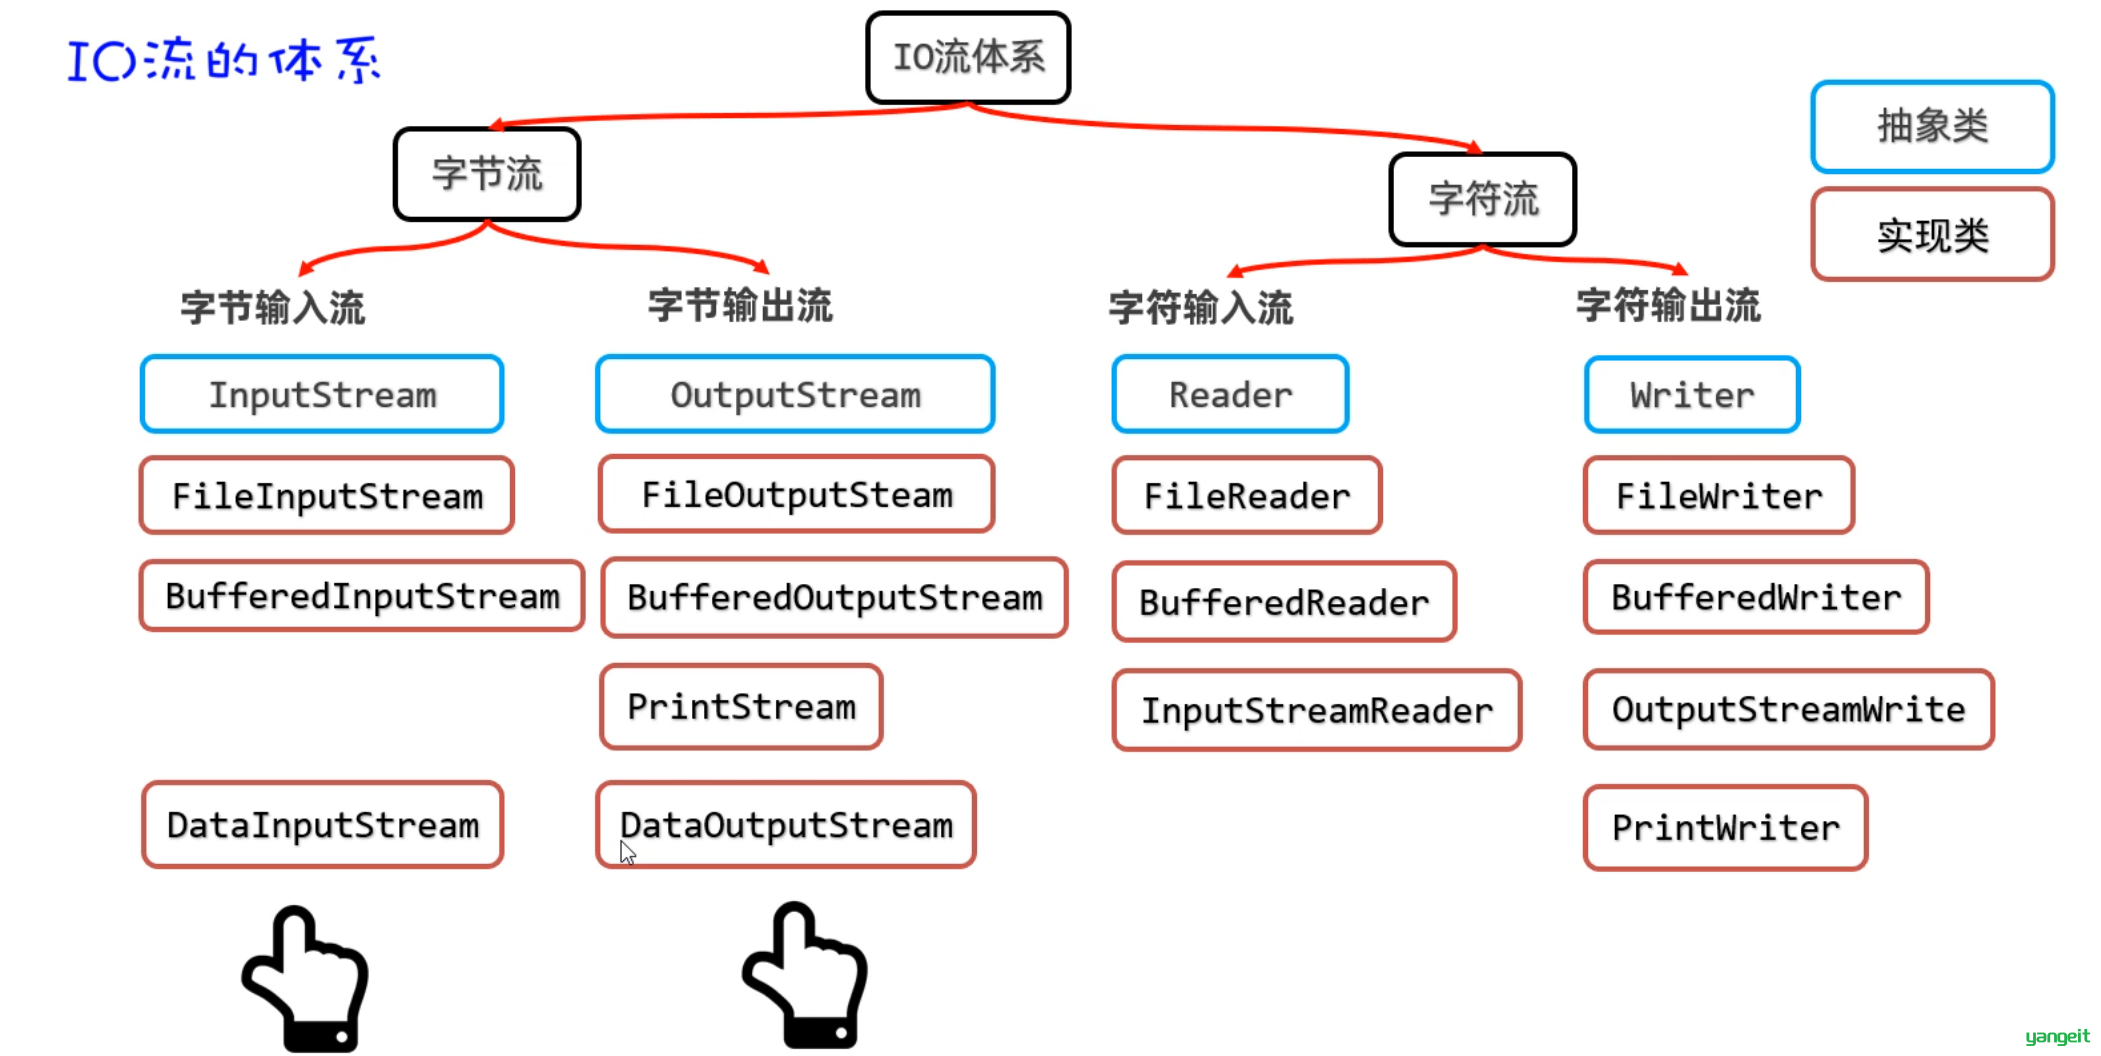 IO流的体系
IO流体系
抽象类
字节流
字符流
实现类
字节输入流
字节输出流
字符输入流
字符输出流
InputStream
OutputStream
Reader
Writer
FileInputStream
FileOutputSteam
FileReader
FileWriter
BufferedInputStream
BufferedOutputStream
BufferedReader
BufferedWriter
PrintStream
InputStreamReader
OutputStreamWrite
DataInputStream
DataOutputStream
PrintWriter
yangeit